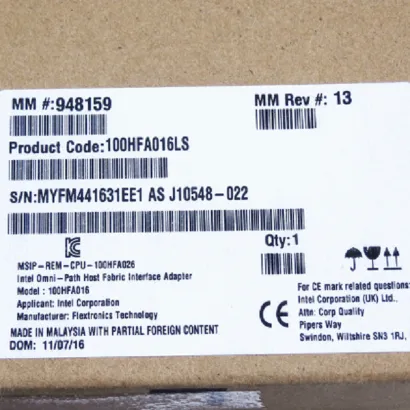 MM #:948159
MM Rev #: 13
Product Code:100HFA016LS
S/N:MYFM441631EE1 AS J10548-022
Qty:1
MSIP-REM-CPU-100HFA026
Intel Omni-Path Host Fabric Interface Adapter
Model : 100HFA016
Applicant: Intel Corporation
Manufacturer: Flextronics Technology
MADE IN MALAYSIA WITH PARTIAL FOREIGN CONTENT
DOM: 11/07/16
CE
For CE mark related questions:
Intel Corporation (UK) Ltd.,
Attn: Corp Quality
Pipers Way
Swindon, Wiltshire SN3 1RJ,